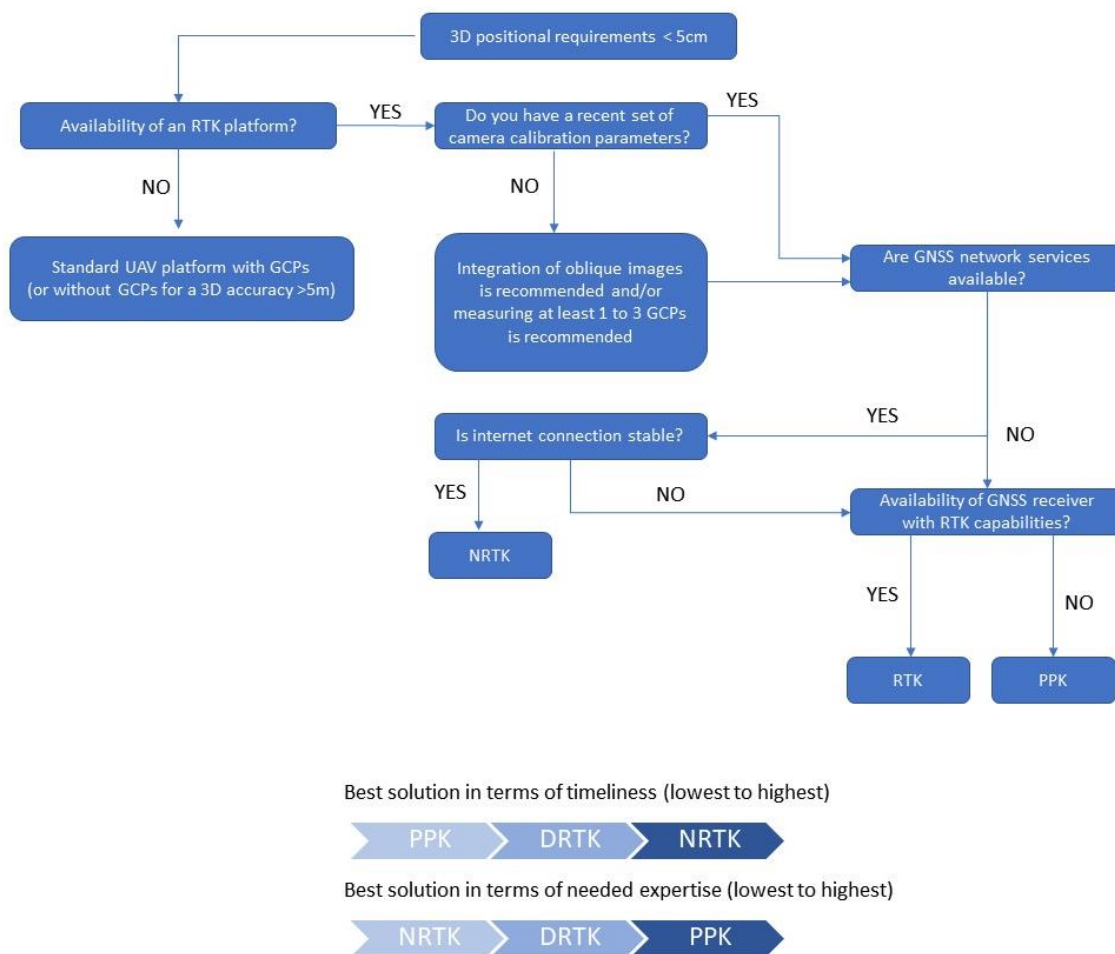 3D positional requirements < 5cm
Availability of an RTK platform?
YES
Do you have a recent set of
camera calibration parameters?
YES
NO
NO
Standard UAV platform with GCPs
(or without GCPs for a 3D accuracy >5m)
Integration of oblique images
is recommended and/or
measuring at least 1 to 3 GCPs
is recommended
Are GNSS network services
available?
YES
Is internet connection stable?
NO
YES
NO
Availability of GNSS receiver
with RTK capabilities?
NRTK
YES
NO
RTK
PPK
Best solution in terms of timeliness (lowest to highest)
PPK
DRTK
NRTK
Best solution in terms of needed expertise (lowest to highest)
NRTK
DRTK
PPK